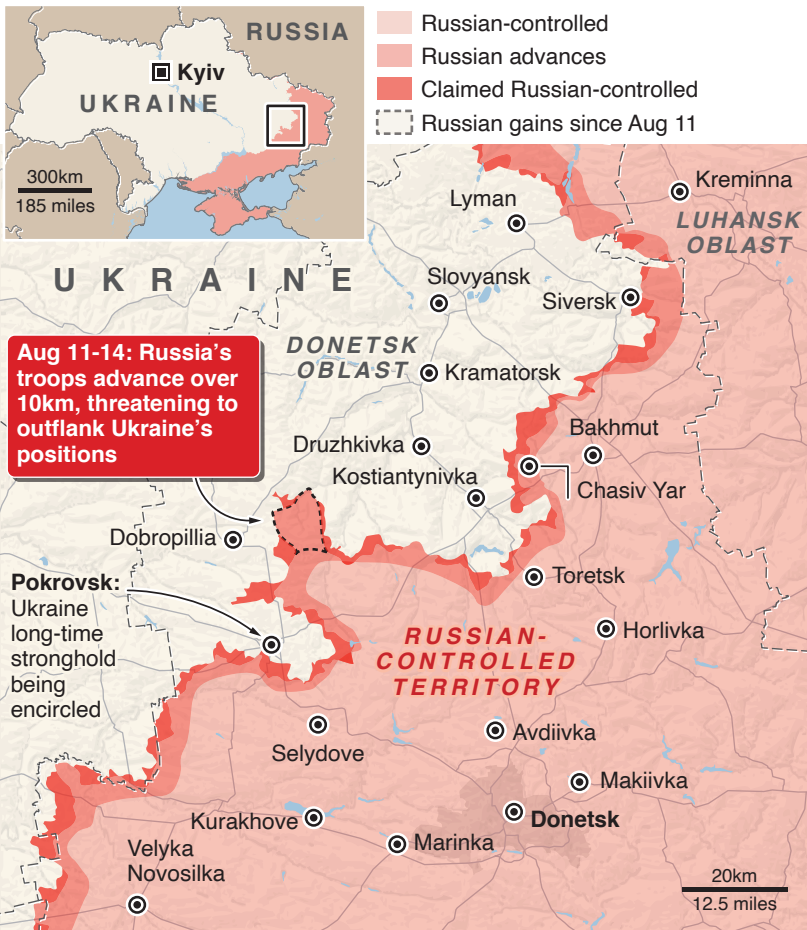 RUSSIA
Kyiv
UKRAINE
300km
185 miles
Russian-controlled
Russian advances
Claimed Russian-controlled
Russian gains since Aug 11
Kreminna
Lyman
LUHANSK
OBLAST
UKRAINE
Slovyansk
Siversk
Aug 11-14: Russia's
troops advance over
10km, threatening to
outflank Ukraine's
positions
DONETSK
OBLAST
Kramatorsk
Bakhmut
Druzhkivka
Kostiantynivka
Chasiv Yar
Dobropillia
Toretsk
Pokrovsk:
Ukraine
long-time
stronghold
being
encircled
Horlivka
RUSSIAN-
CONTROLLED
TERRITORY
Selydove
Avdiivka
Makiivka
Kurakhove
Donetsk
Marinka
Velyka
Novosilka
20km
12.5 miles